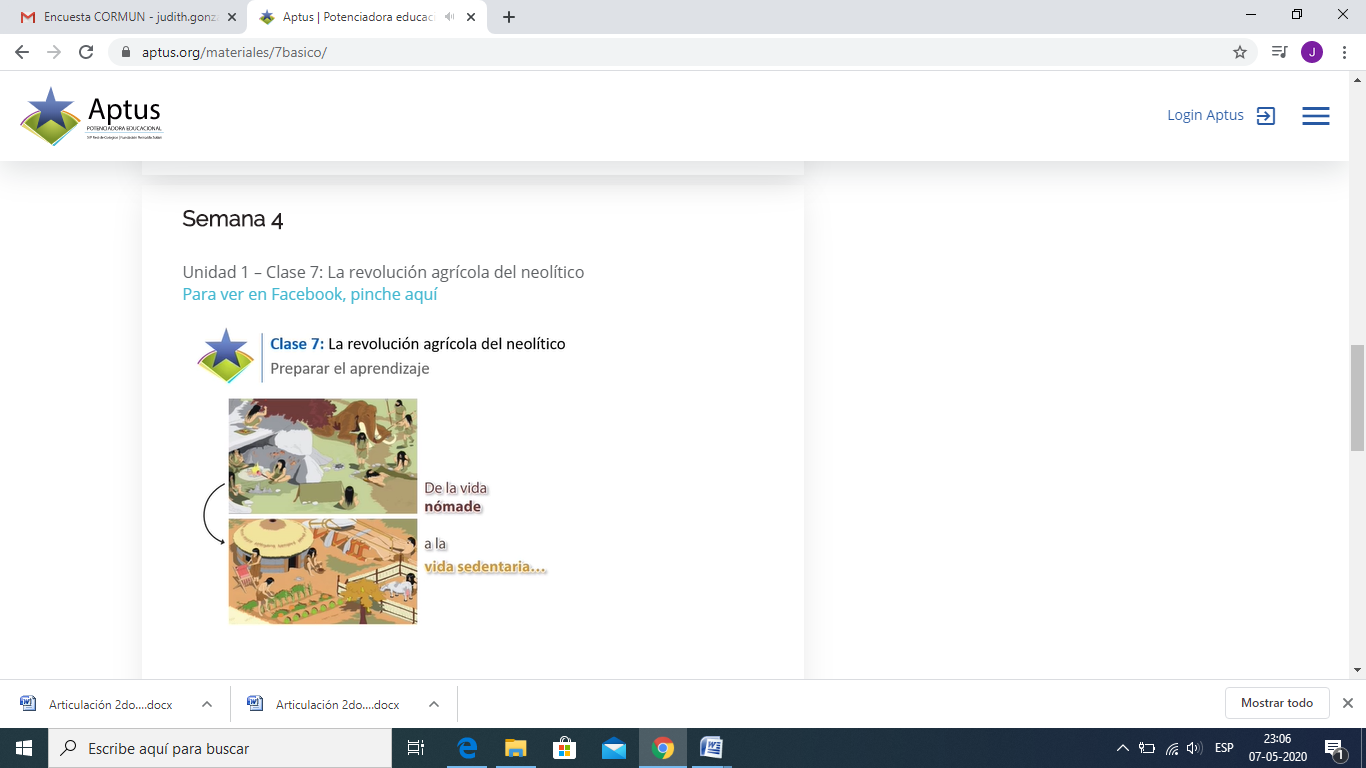 Encuesta CORMUN - judith.gonz
Aptus | Potenciadora educac
aptus.org/materiales/7basico/
J
Aptus
POTENCIADORA EDUCACIONAL
Login Aptus
Semana 4
Unidad 1 – Clase 7: La revolución agrícola del neolítico
Para ver en Facebook, pinche aquí
Clase 7: La revolución agrícola del neolítico
Preparar el aprendizaje
De la vida
nómade
a la
vida sedentaria...
Articulación 2do....docx
Articulación 2do....docx
Mostrar todo
Escribe aquí para buscar
ESP
23:06
07-05-2020
1